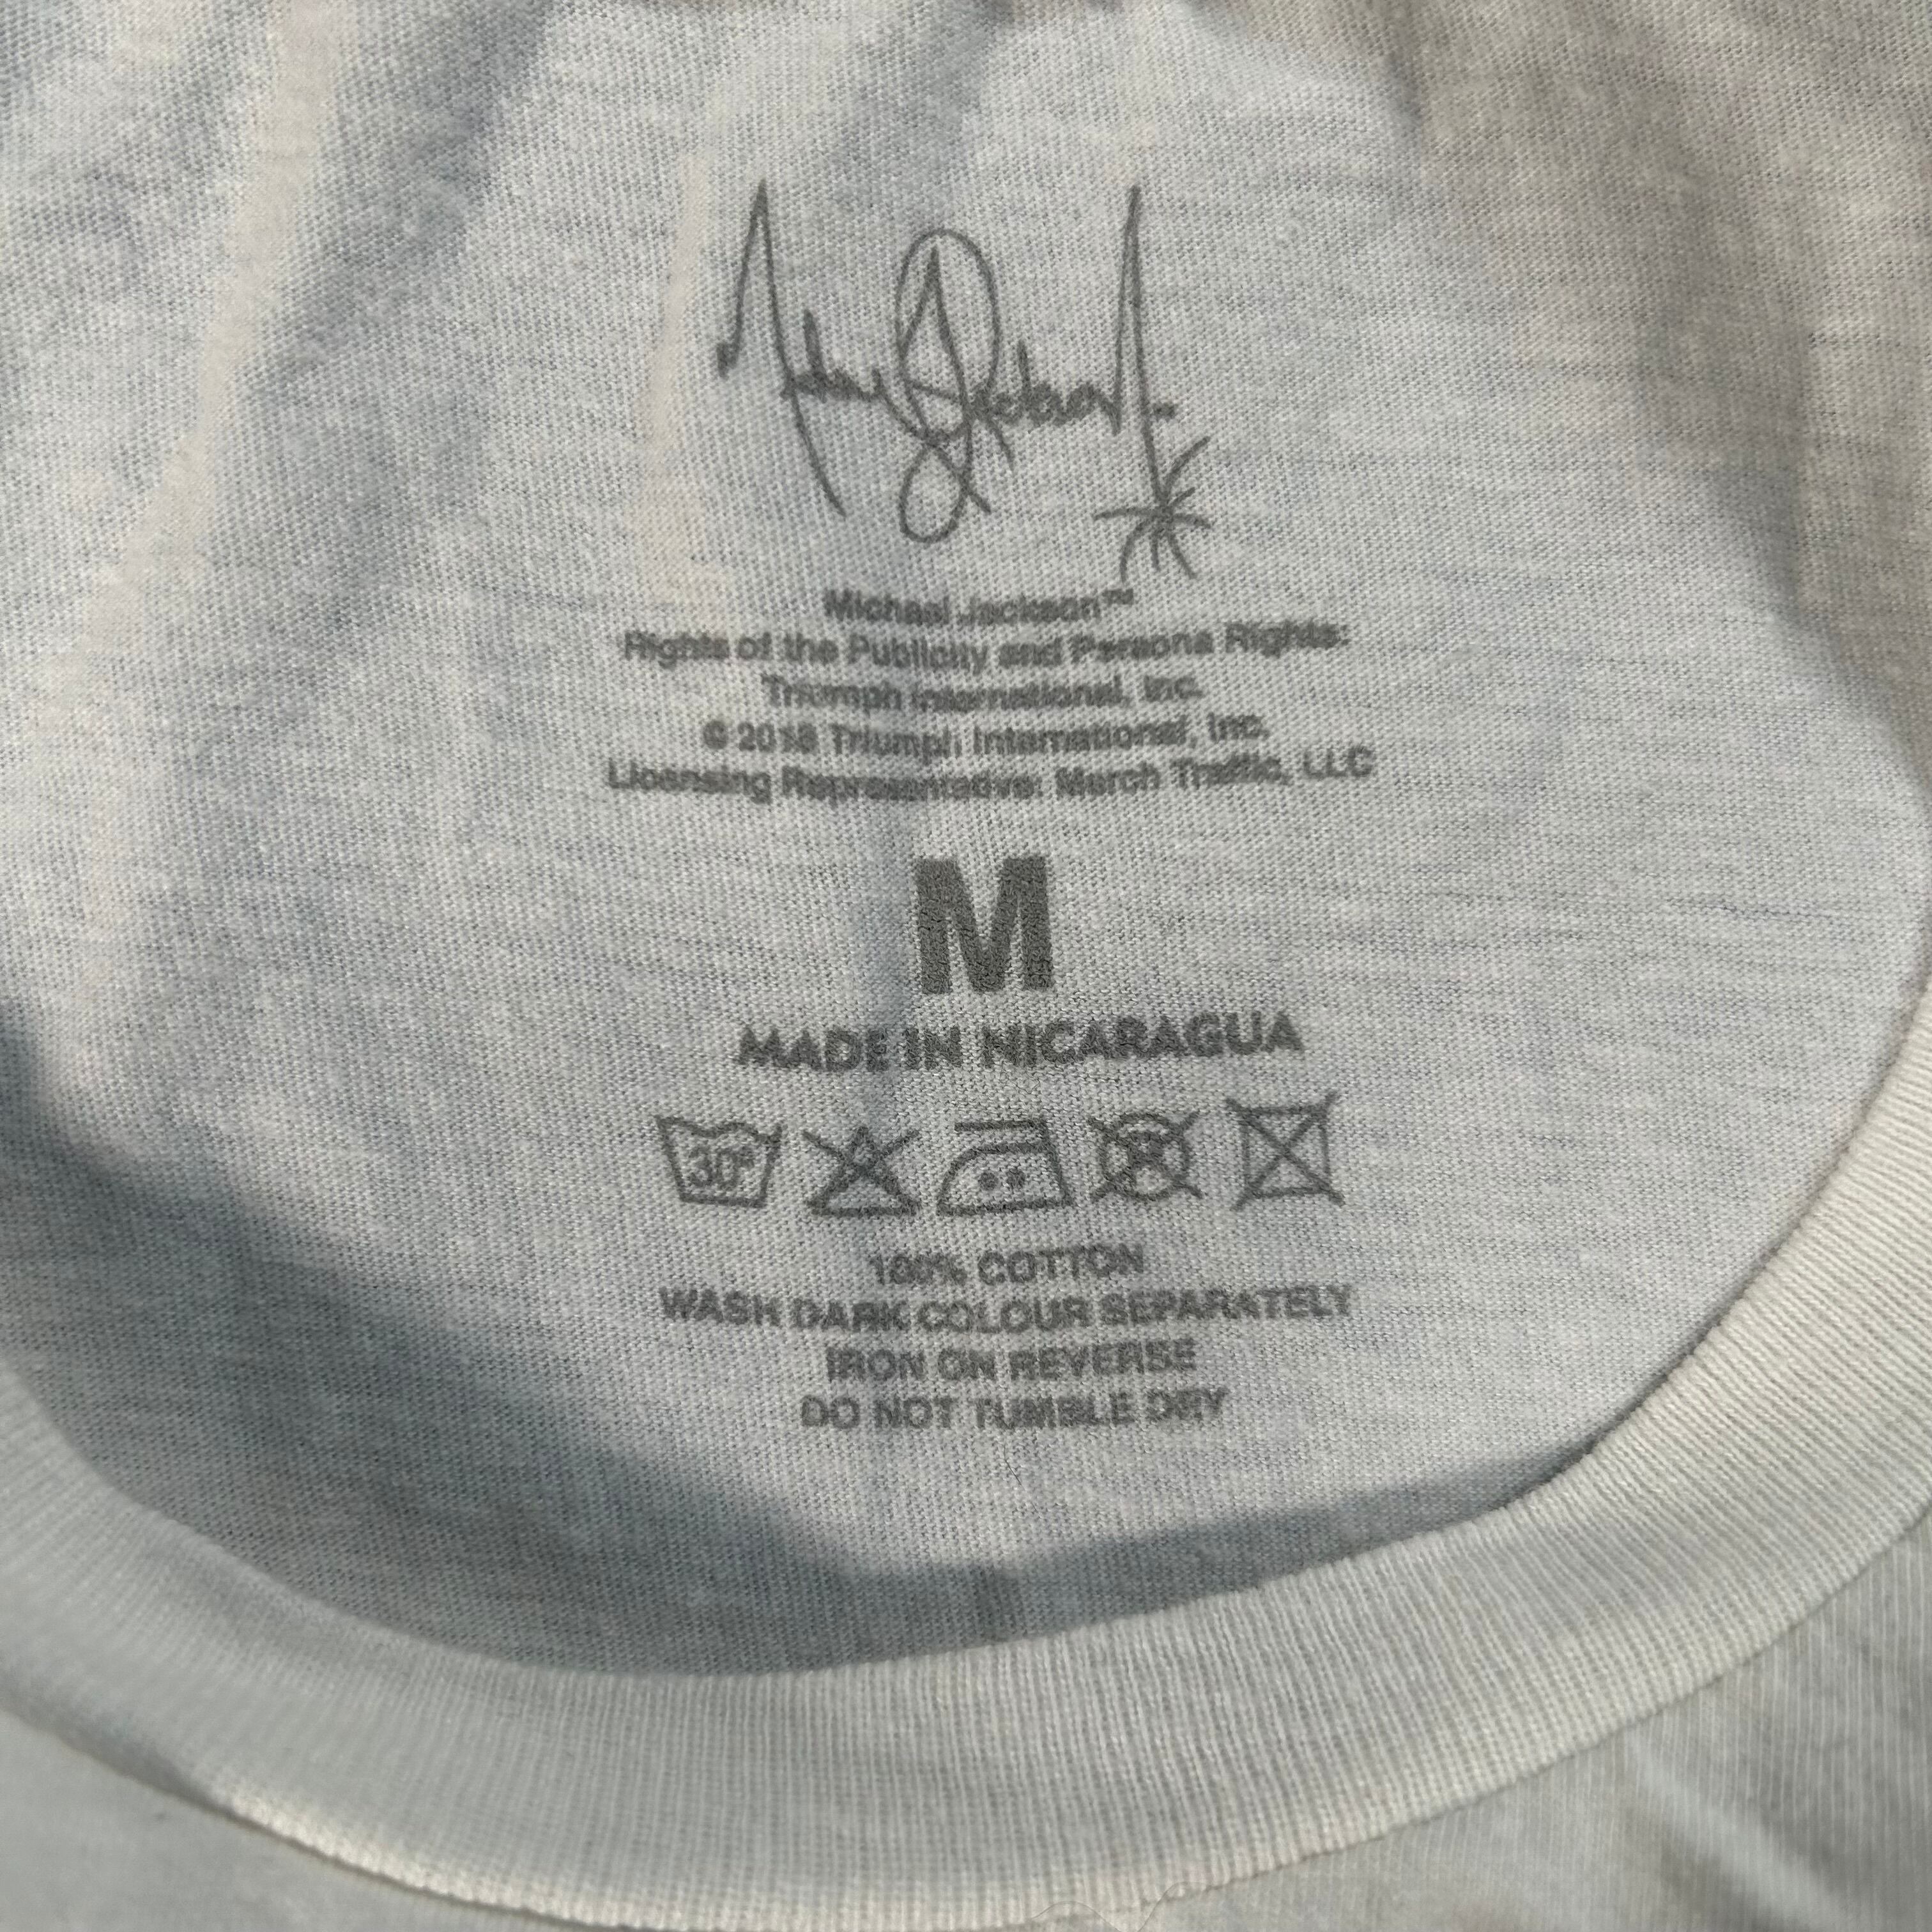 Michael Jackson™
Rights of the Publicity and Persona Rights:
Triumph International, Inc.
© 2018 Triumph International, Inc.
Licensing Representative: Merch Traffic, LLC
M
MADE IN NICARAGUA
30°
100% COTTON
WASH DARK COLOUR SEPARATELY
IRON ON REVERSE
DO NOT TUMBLE DRY